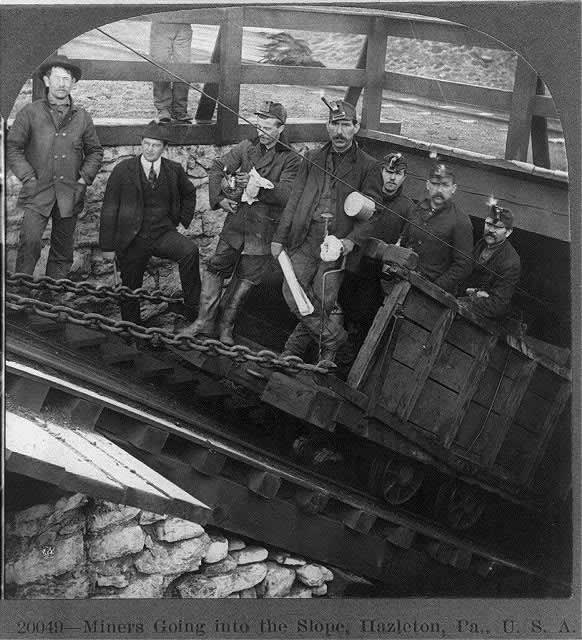 20049—Miners Going into the Slope, Hazleton, Pa., U. S. A.